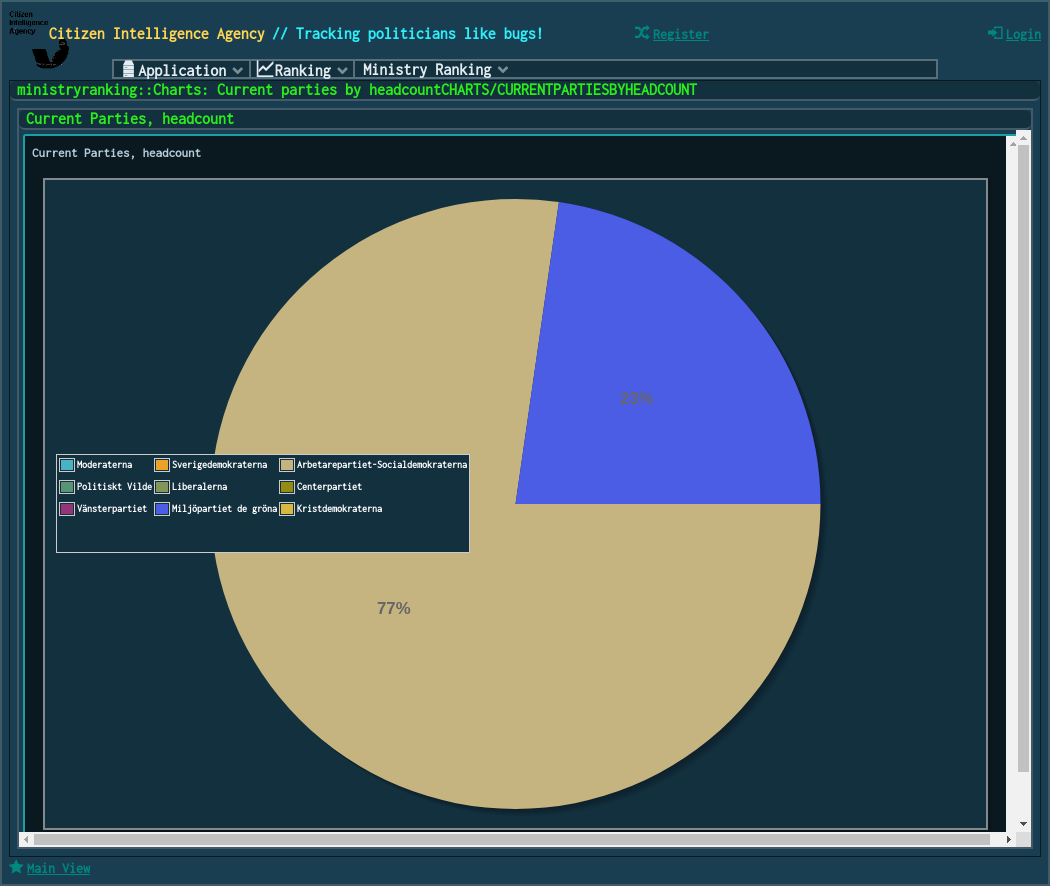 Citizen
Intelligence
Agency
Citizen Intelligence Agency // Tracking politicians like bugs!
Register
Login
Application
Ranking
Ministry Ranking
ministryranking::Charts: Current parties by headcountCHARTS/CURRENTPARTIESBYHEADCOUNT
Current Parties, headcount
Current Parties, headcount
23%
Moderaterna Sverigedemokraterna Arbetarepartiet-Socialdemokraterna
Politiskt Vilde Liberalerna Centerpartiet
Vänsterpartiet Miljöpartiet de gröna Kristdemokraterna
77%
Main View